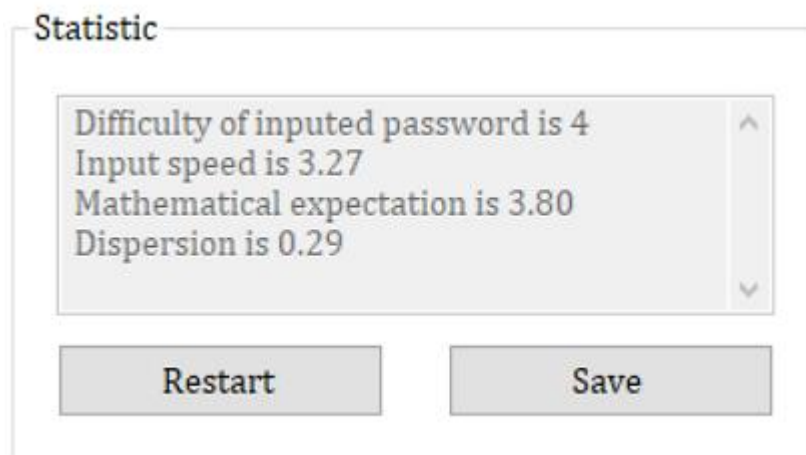 Statistic
Difficulty of inputed password is 4
Input speed is 3.27
Mathematical expectation is 3.80
Dispersion is 0.29
Restart
Save